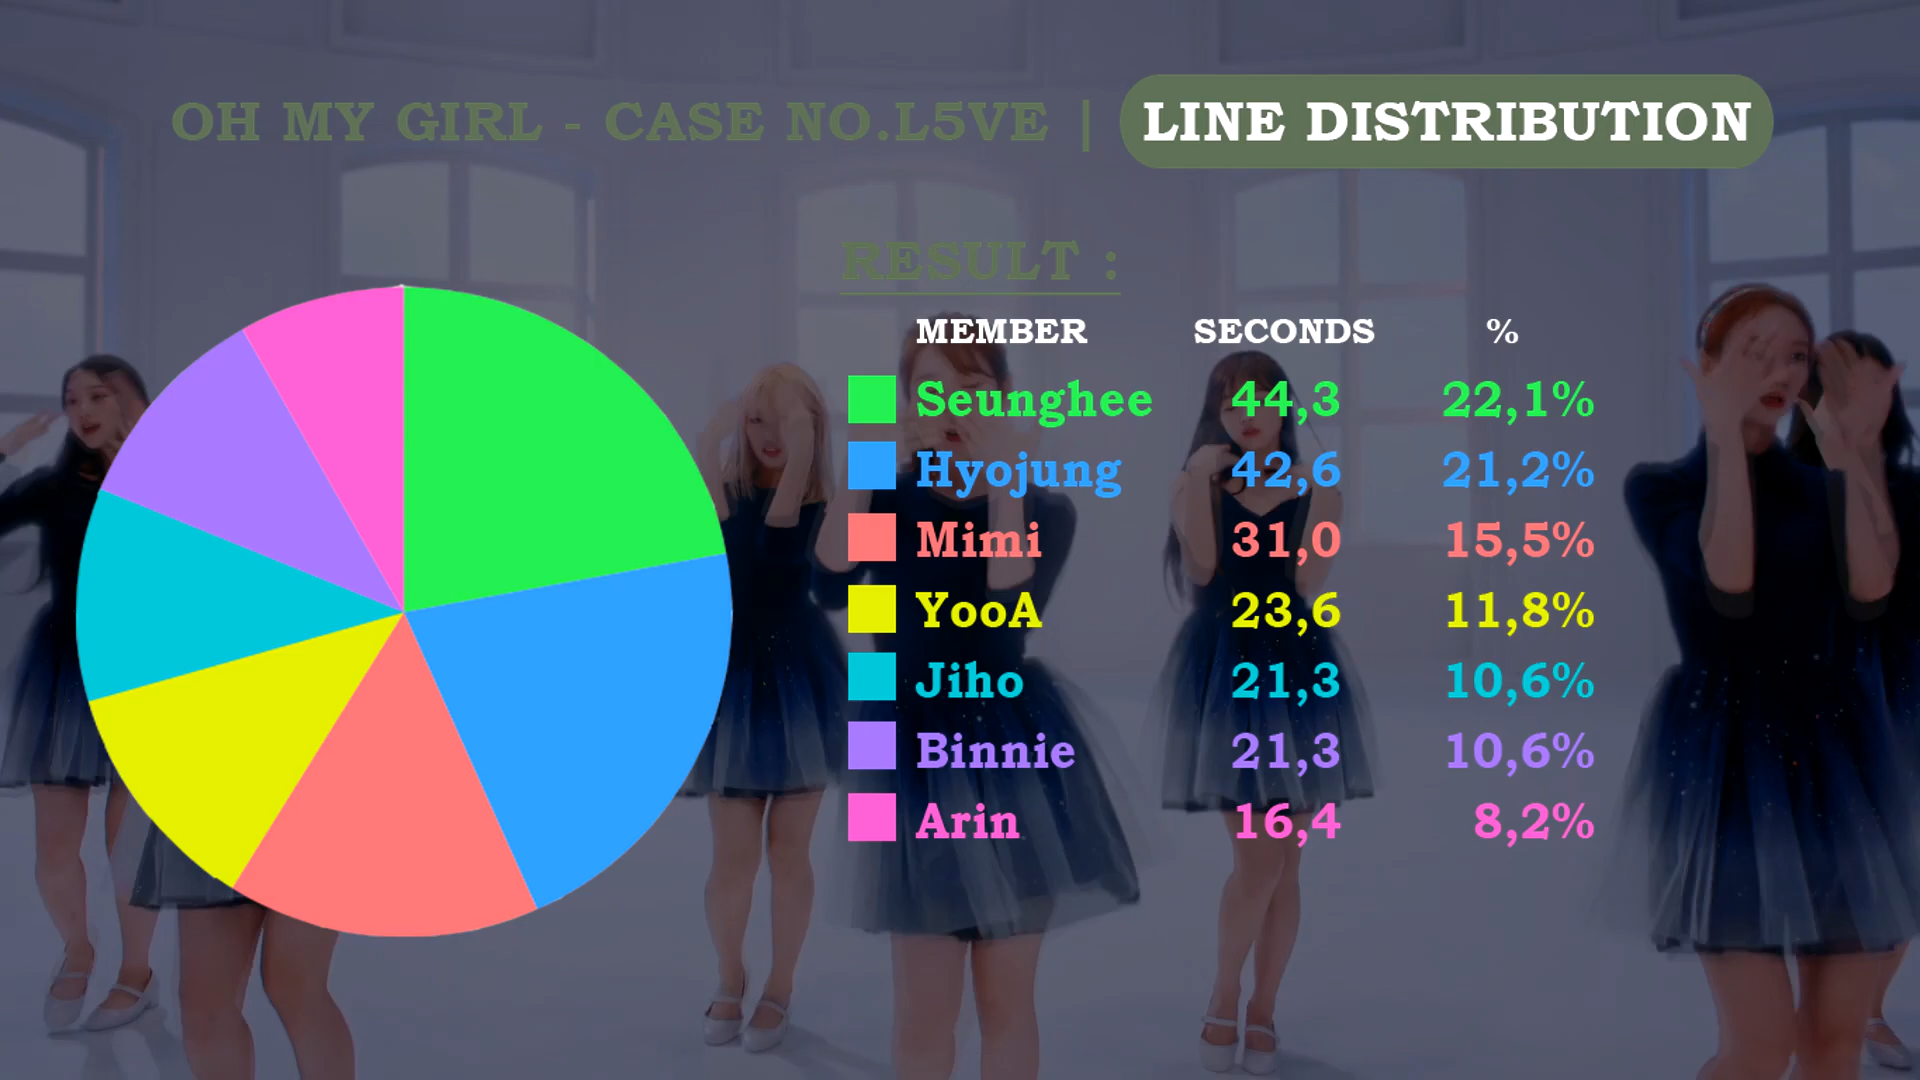 OH MY GIRL - CASE NO.L5VE | LINE DISTRIBUTION
RESULT :
MEMBER SECONDS %
Seunghee 44,3 22,1%
Hyojung 42,6 21,2%
Mimi 31,0 15,5%
YooA 23,6 11,8%
Jiho 21,3 10,6%
Binnie 21,3 10,6%
Arin 16,4 8,2%